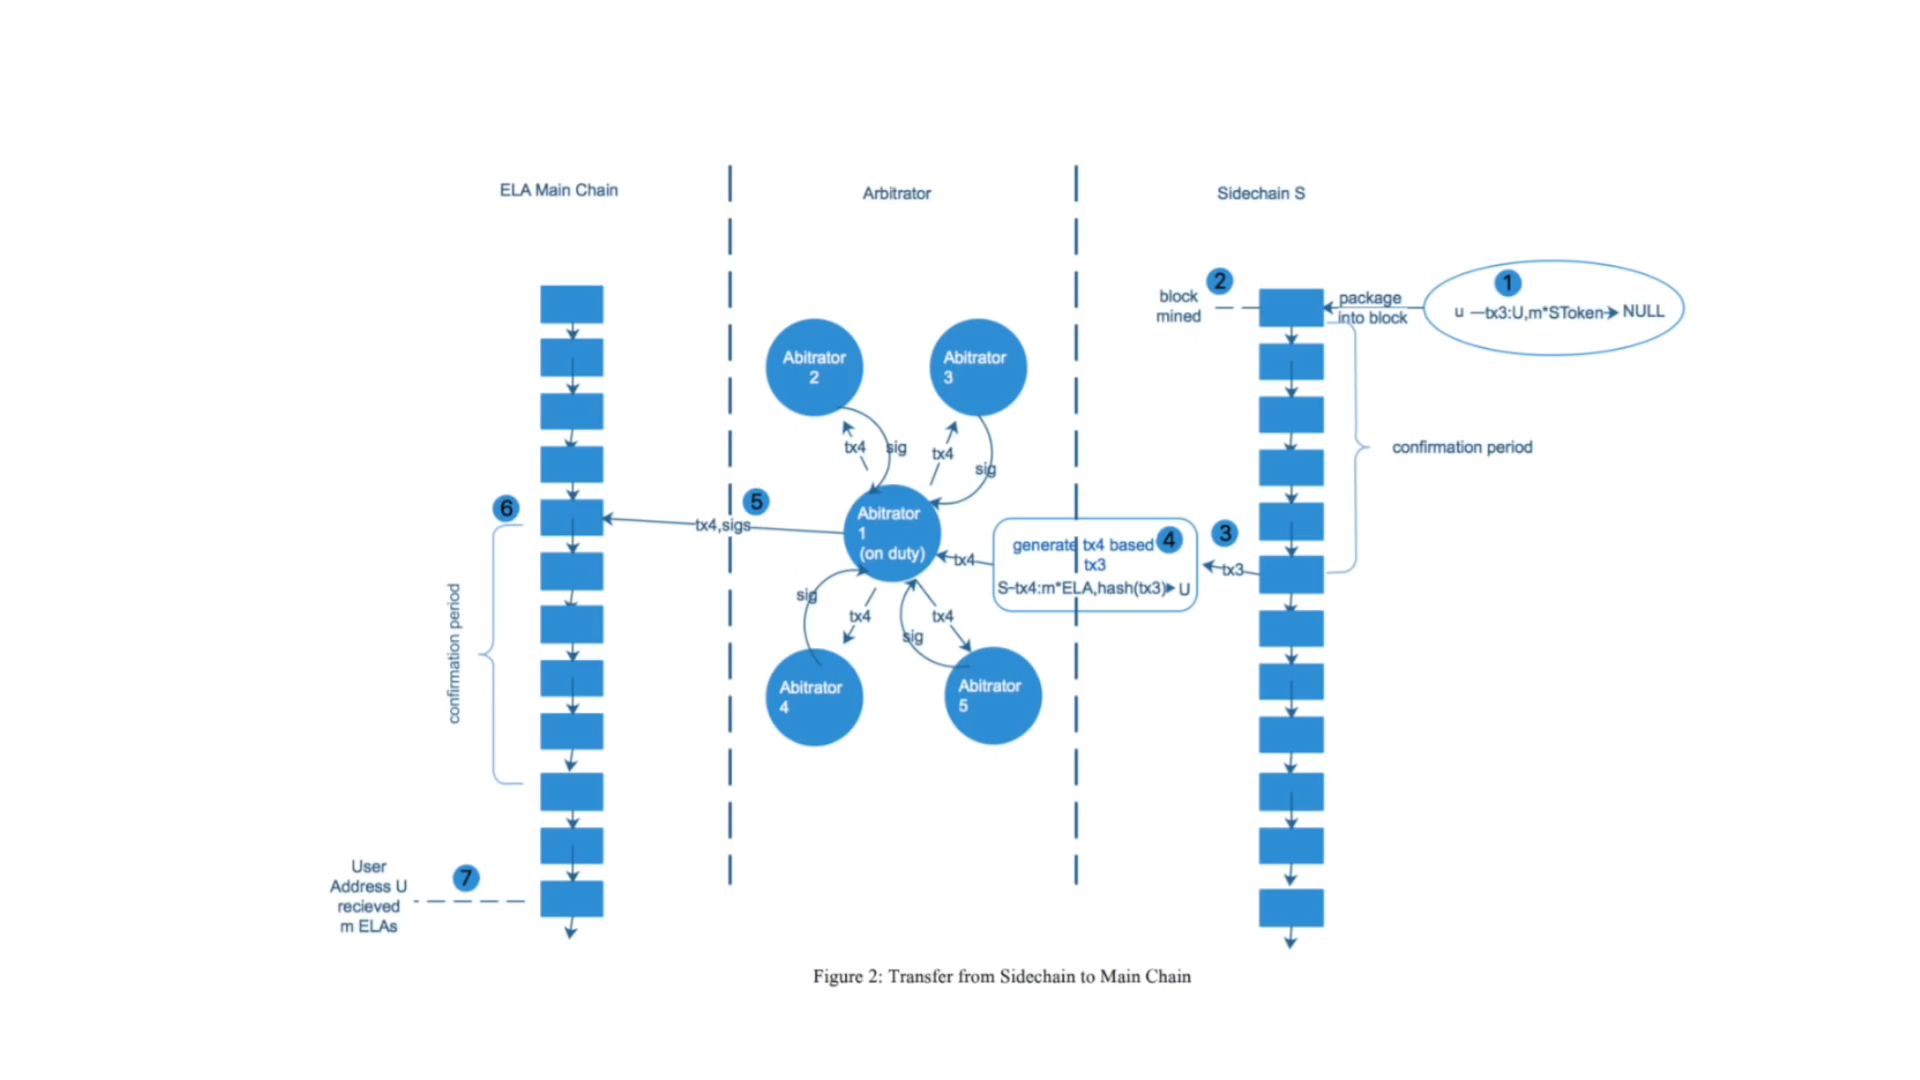 ELA Main Chain
Arbitrator
Sidechain S
1
u tx3:U,m*SToken NULL
package
into block
2
block
mined
confirmation period
3
tx3
4
generate tx4 based
tx3
S-tx4:m*ELA,hash(tx3) U
tx4
Abitrator
2
Abitrator
3
tx4
sig
tx4
sig
Abitrator
1
(on duty)
sig
tx4
tx4
sig
Abitrator
4
Abitrator
5
5
tx4,sigs
6
confirmation period
7
User
Address U
recieved
m ELAs
Figure 2: Transfer from Sidechain to Main Chain